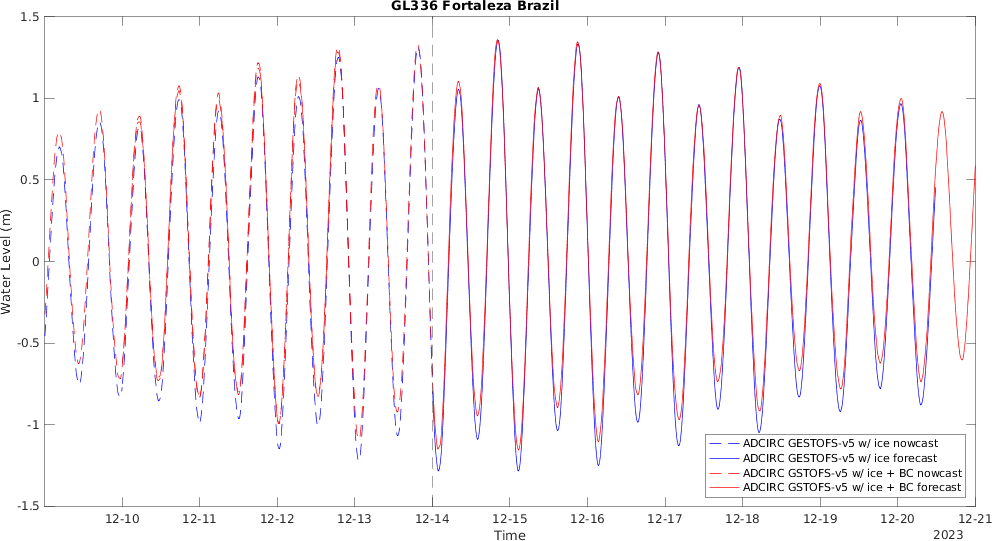 GL336 Fortaleza Brazil
1.5
1
0.5
0
-0.5
-1
-1.5
Water Level (m)
12-10
12-11
12-12
12-13
12-14
12-15
12-16
12-17
12-18
12-19
12-20
12-21
Time
2023
ADCIRC GESTOFS-v5 w/ ice nowcast
ADCIRC GESTOFS-v5 w/ ice forecast
ADCIRC GSTOFS-v5 w/ ice + BC nowcast
ADCIRC GSTOFS-v5 w/ ice + BC forecast